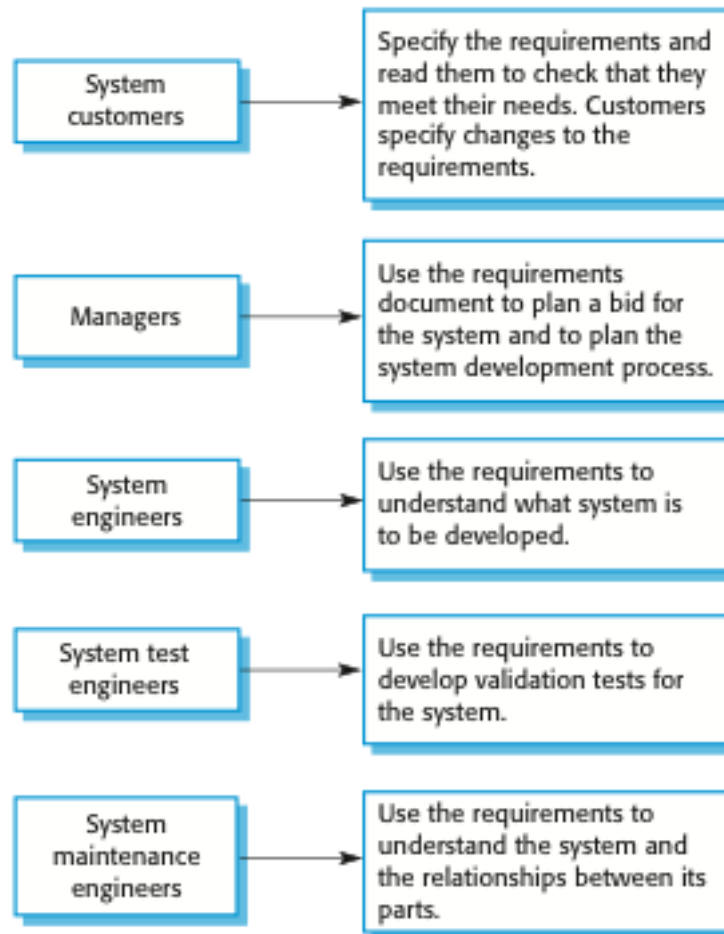 System
customers
Specify the requirements and
read them to check that they
meet their needs. Customers
specify changes to the
requirements.
Managers
Use the requirements
document to plan a bid for
the system and to plan the
system development process.
System
engineers
Use the requirements to
understand what system is
to be developed.
System test
engineers
Use the requirements to
develop validation tests for
the system.
System
maintenance
engineers
Use the requirements to
understand the system and
the relationships between its
parts.